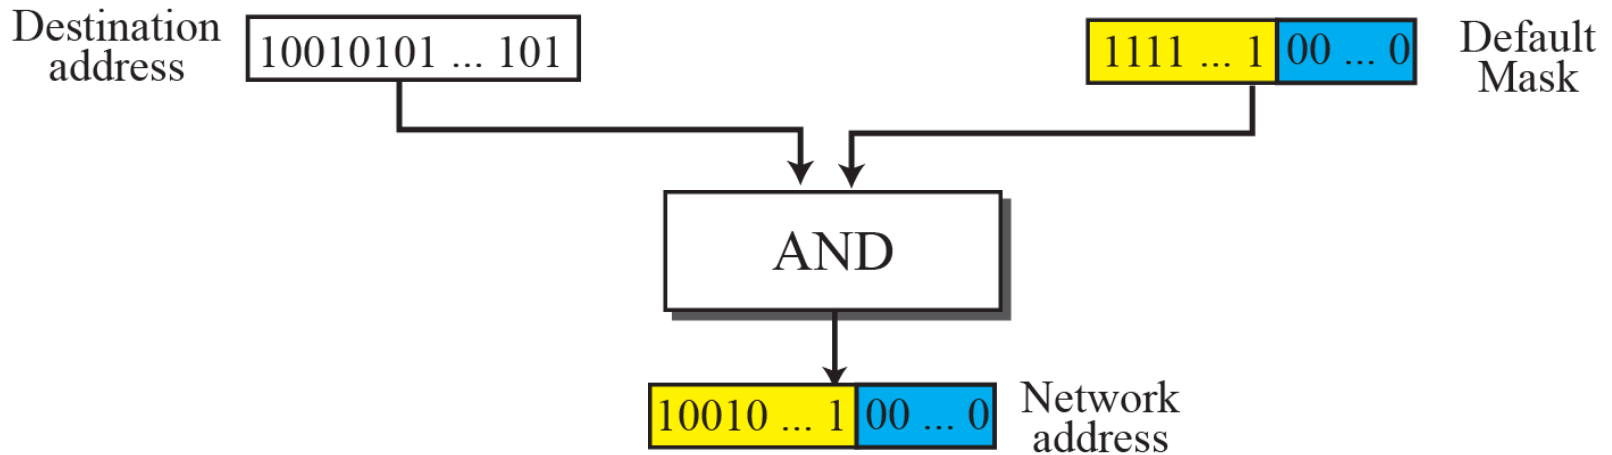 Destination
address
10010101 ... 101
1111 ... 1 00 ... 0
Default
Mask
AND
10010 ... 1 00 ... 0
Network
address